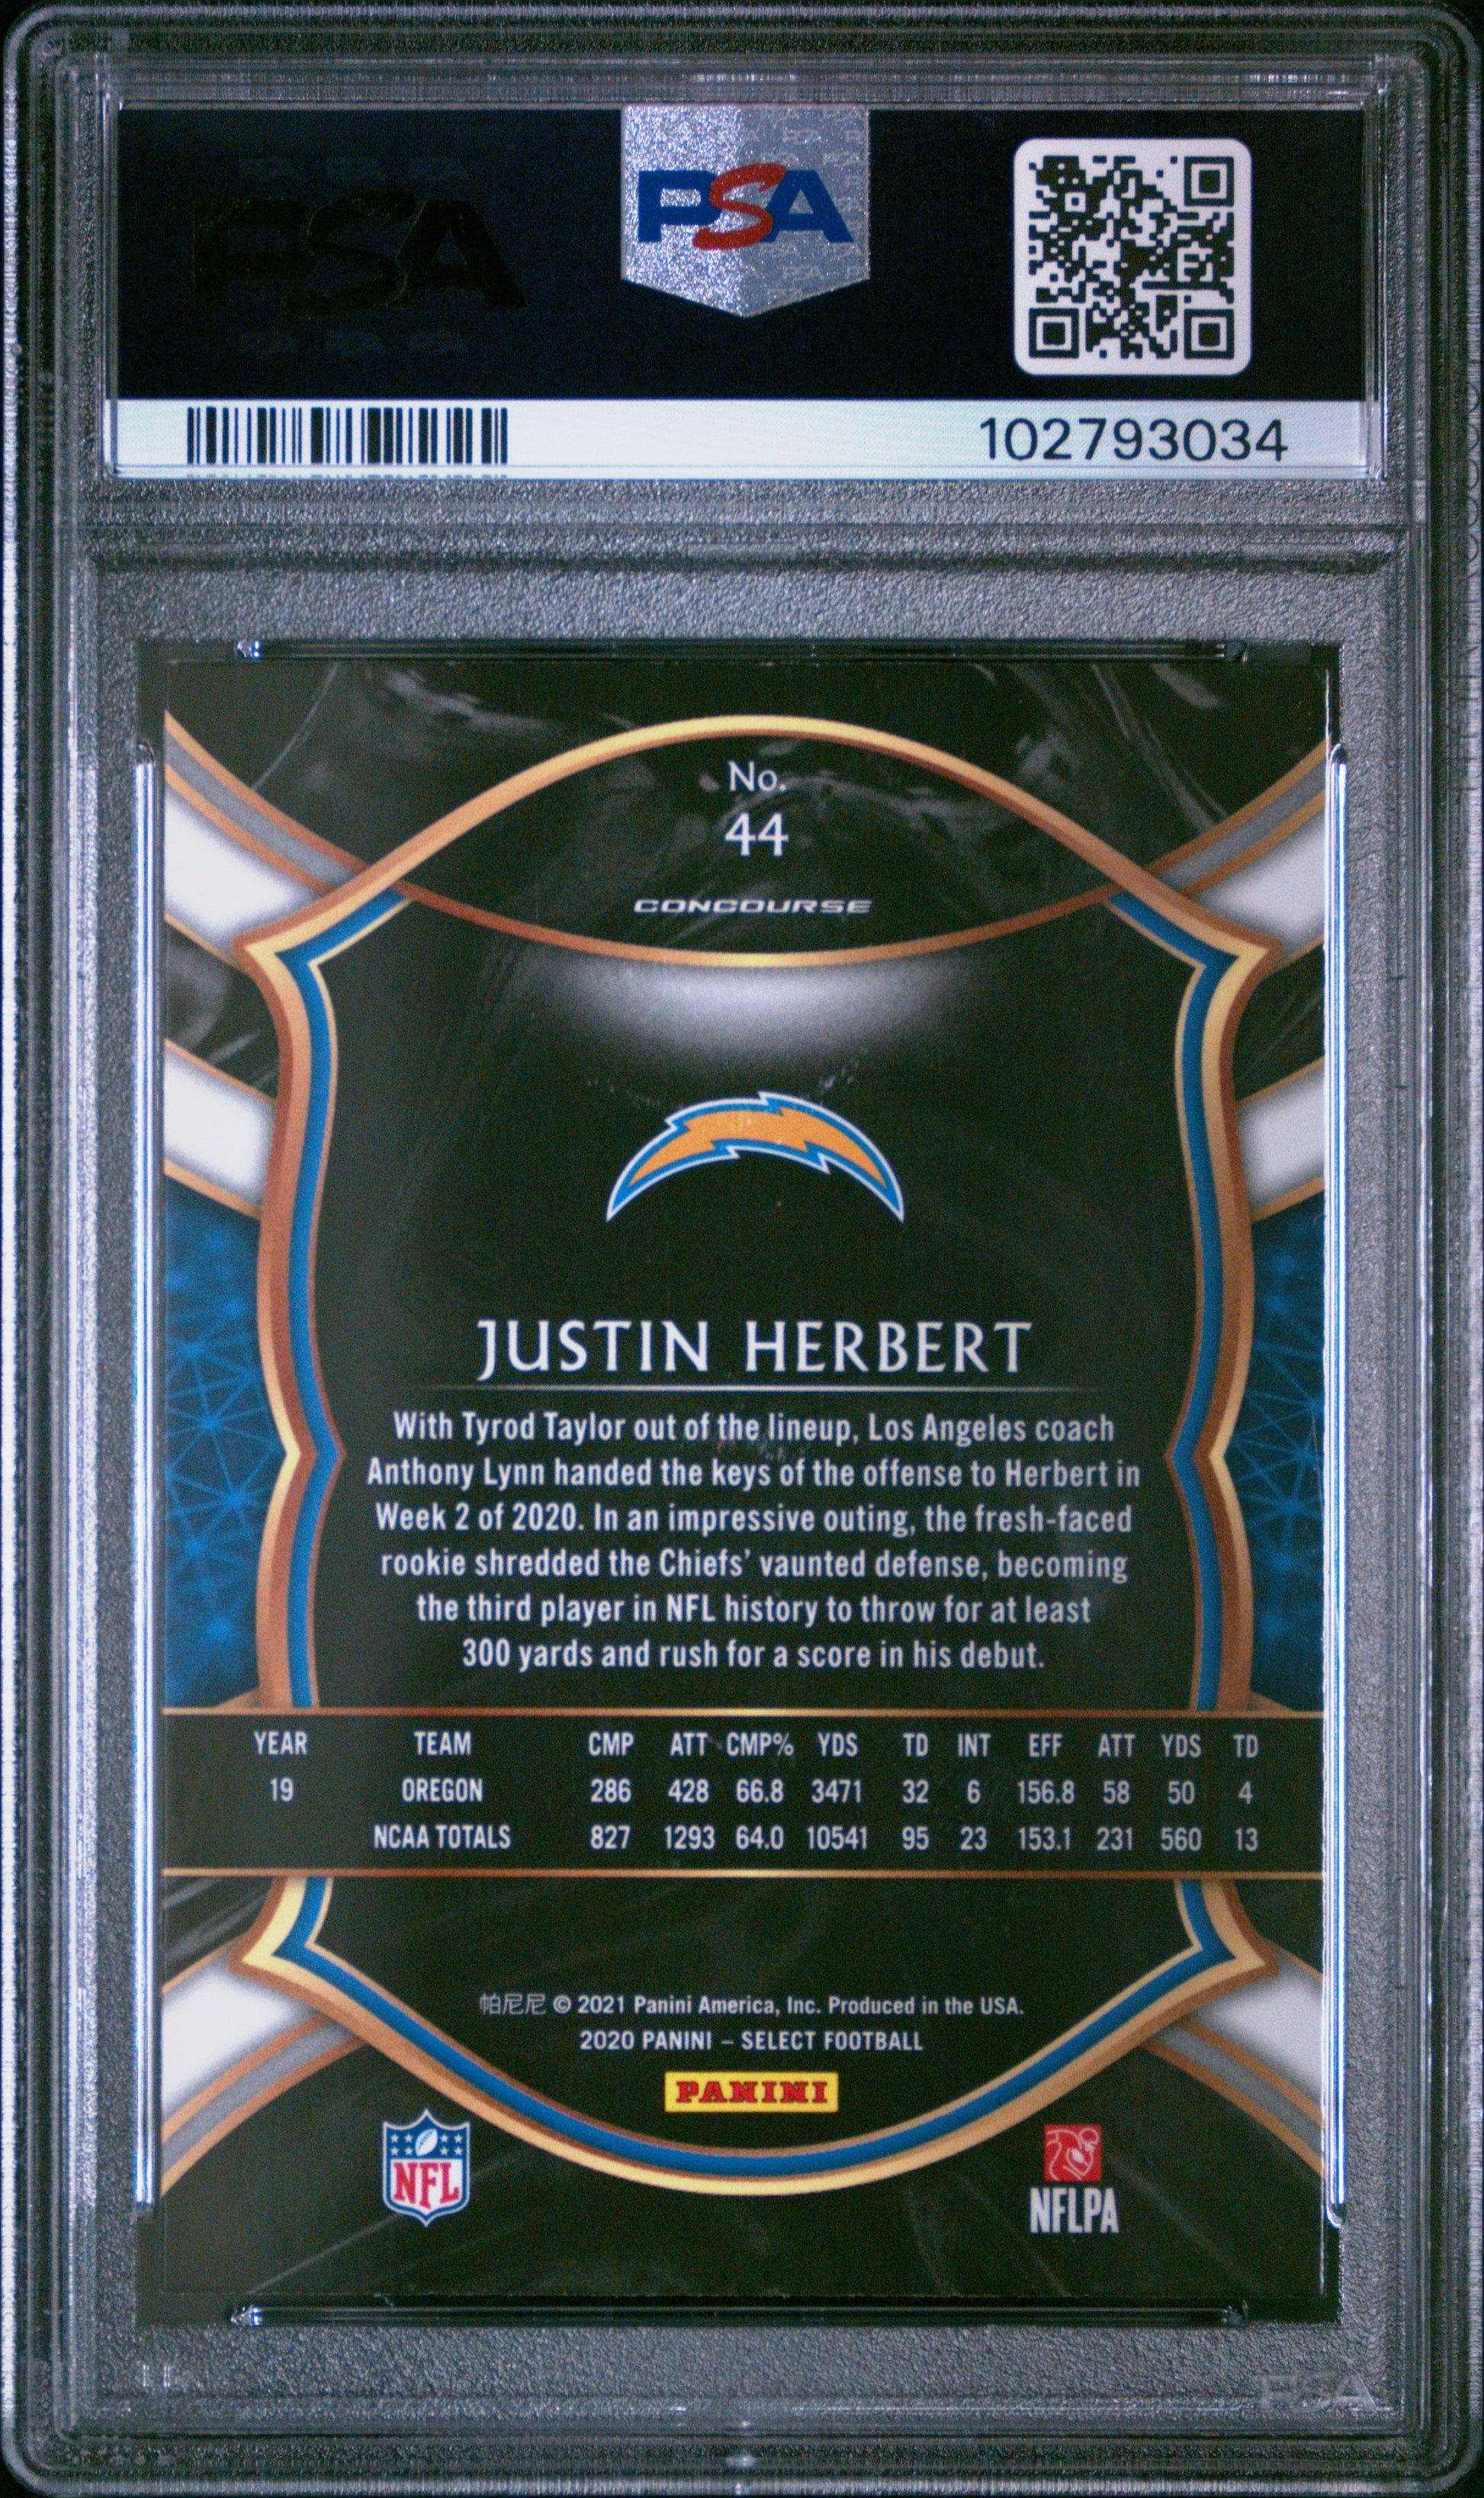 PSA
PSA
102793034
No.
44
CONCOURSE
JUSTIN HERBERT
With Tyrod Taylor out of the lineup, Los Angeles coach
Anthony Lynn handed the keys of the offense to Herbert in
Week 2 of 2020. In an impressive outing, the fresh-faced
rookie shredded the Chiefs' vaunted defense, becoming
the third player in NFL history to throw for at least
300 yards and rush for a score in his debut.
YEAR TEAM CMP ATT CMP% YDS TD INT EFF ATT YDS TD
19 OREGON 286 428 66.8 3471 32 6 156.8 58 50 4
NCAA TOTALS 827 1293 64.0 10541 95 23 153.1 231 560 13
帕尼尼 © 2021 Panini America, Inc. Produced in the USA.
2020 PANINI – SELECT FOOTBALL
PANINI
NFL
NFLPA
PSA